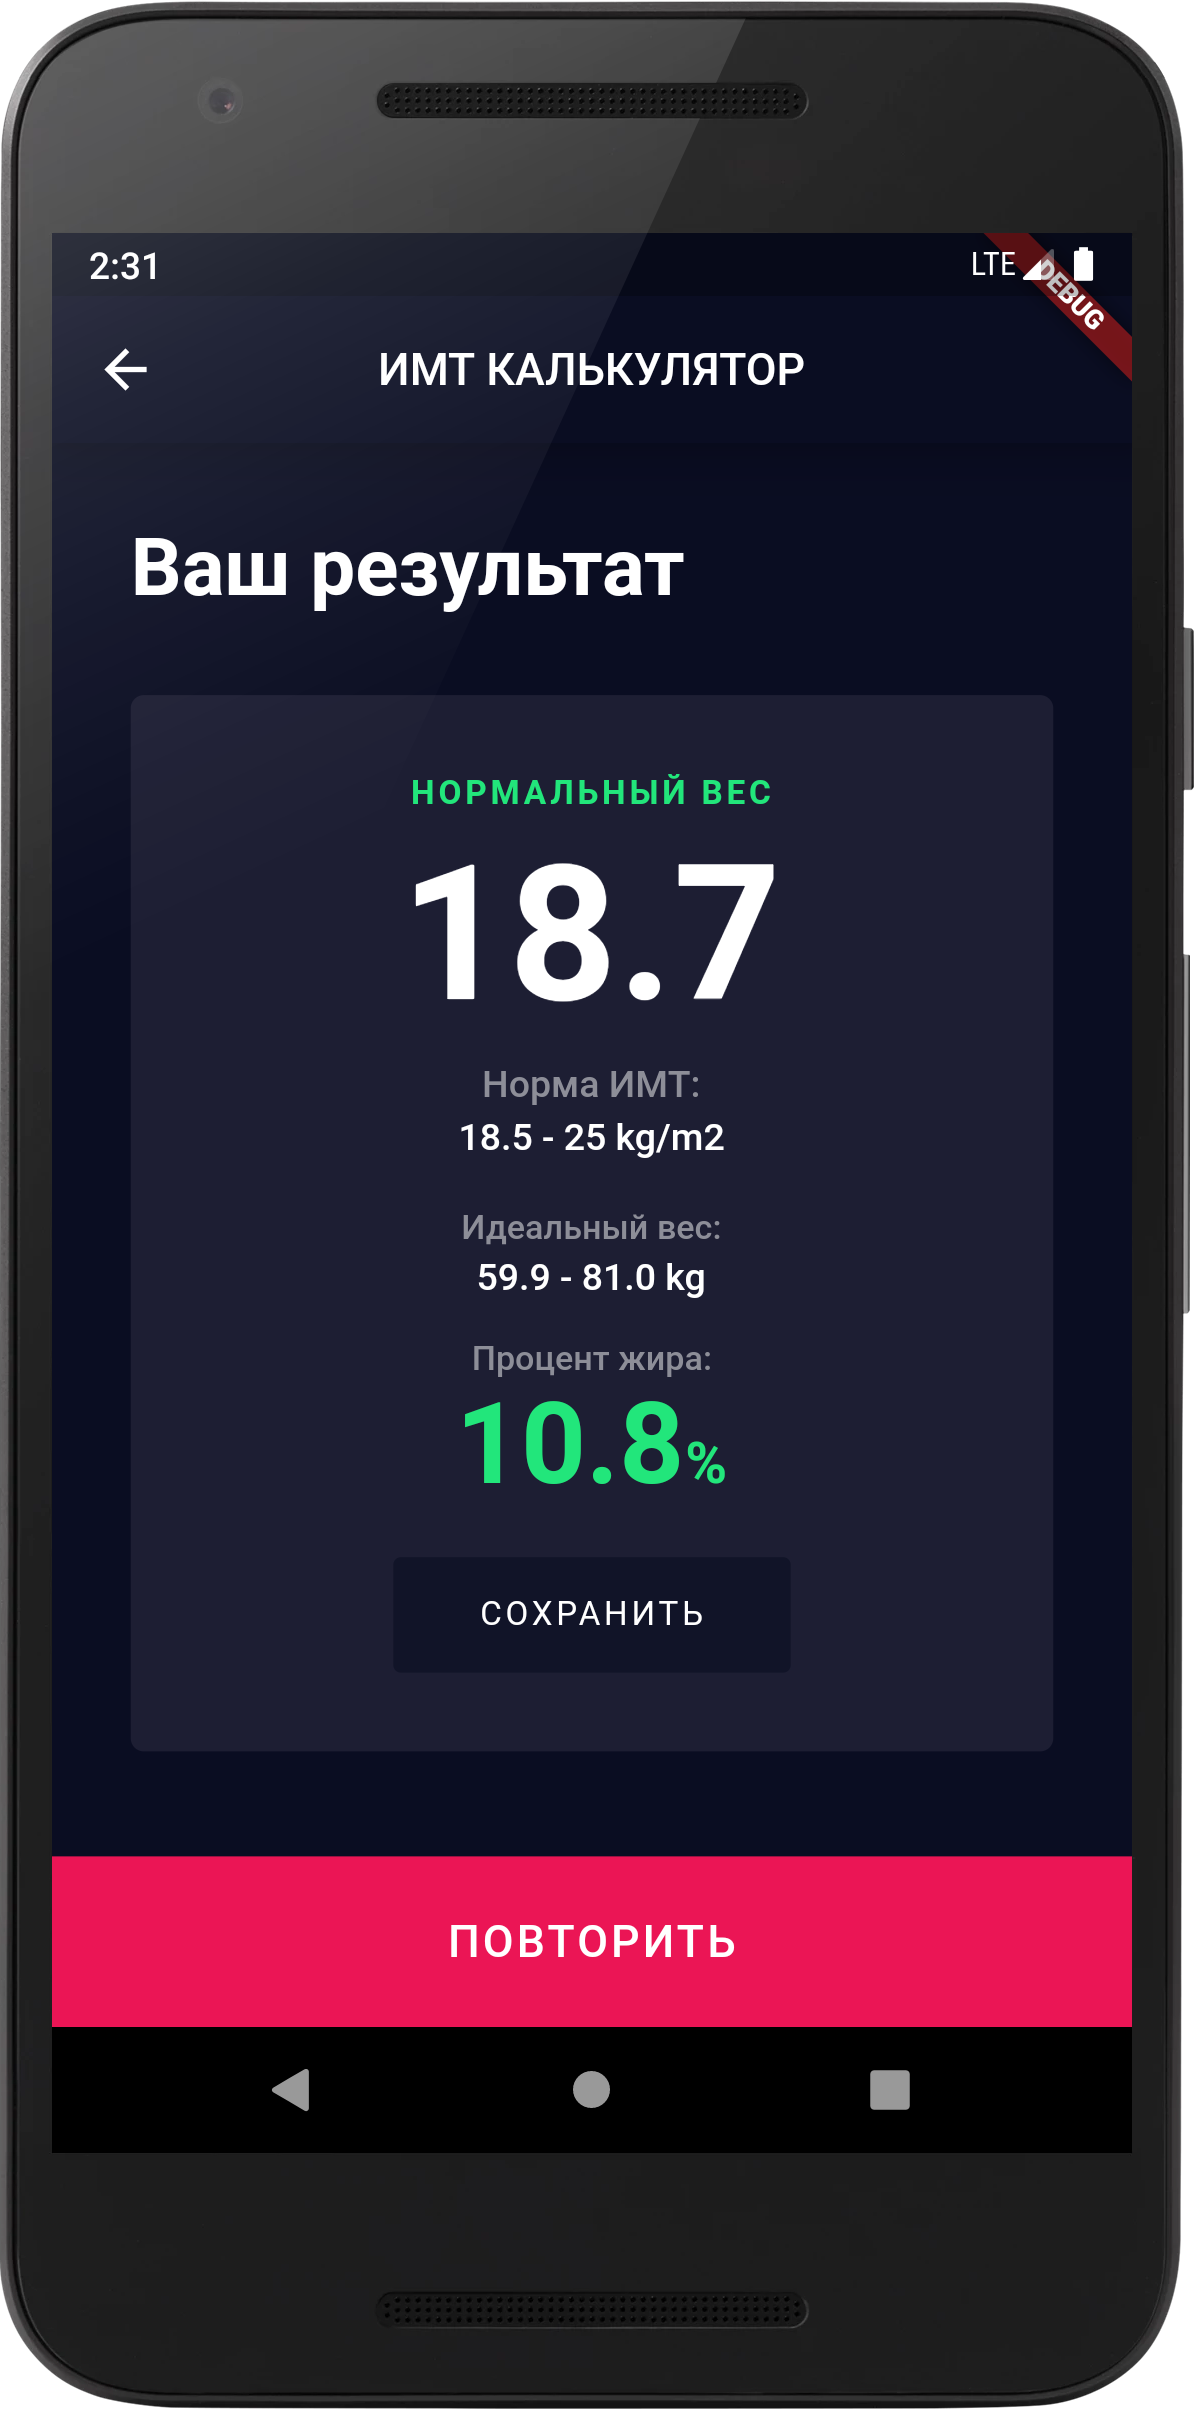 2:31
LTE
DEBUG
ИМТ КАЛЬКУЛЯТОР
Ваш результат
НОРМАЛЬНЫЙ ВЕС
18.7
Норма ИМТ:
18.5 - 25 kg/m2
Идеальный вес:
59.9 - 81.0 kg
Процент жира:
10.8%
СОХРАНИТЬ
ПОВТОРИТЬ